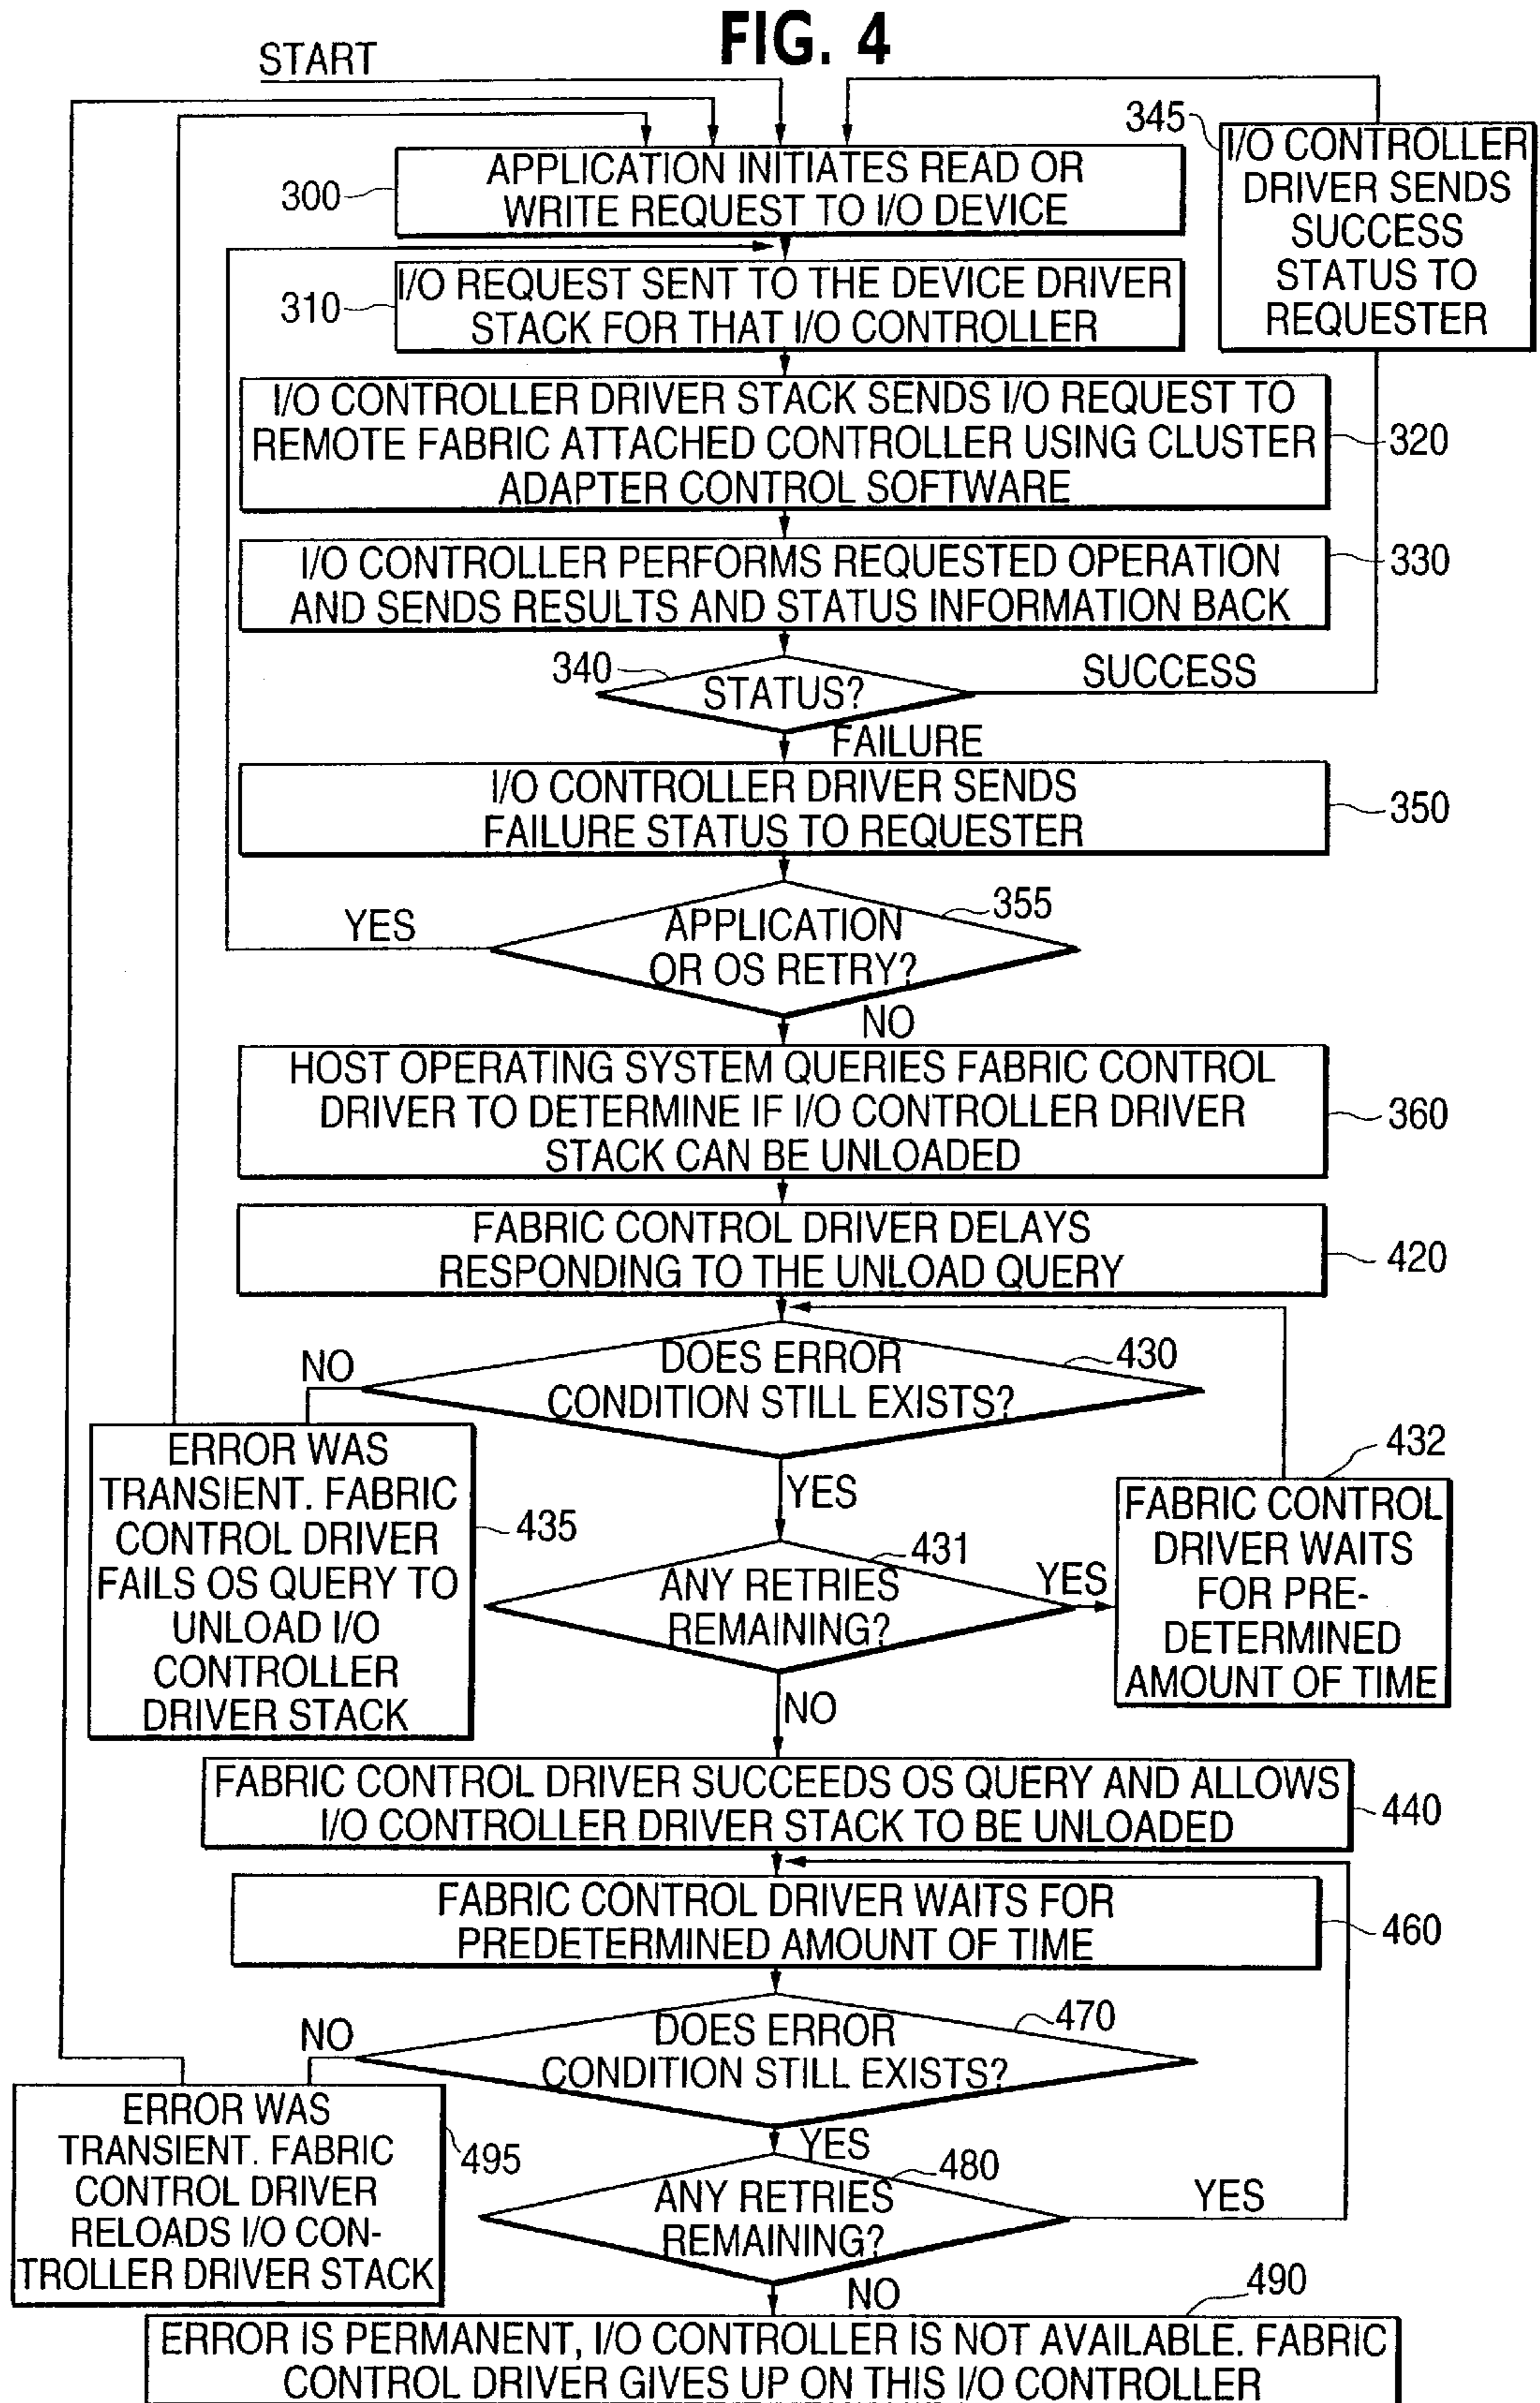 FIG. 4
START
345
I/O CONTROLLER
DRIVER SENDS
SUCCESS
STATUS TO
REQUESTER
300
APPLICATION INITIATES READ OR
WRITE REQUEST TO I/O DEVICE
310
I/O REQUEST SENT TO THE DEVICE DRIVER
STACK FOR THAT I/O CONTROLLER
I/O CONTROLLER DRIVER STACK SENDS I/O REQUEST TO
REMOTE FABRIC ATTACHED CONTROLLER USING CLUSTER
ADAPTER CONTROL SOFTWARE
320
I/O CONTROLLER PERFORMS REQUESTED OPERATION
AND SENDS RESULTS AND STATUS INFORMATION BACK
330
340
STATUS?
SUCCESS
FAILURE
I/O CONTROLLER DRIVER SENDS
FAILURE STATUS TO REQUESTER
350
355
YES
APPLICATION
OR OS RETRY?
NO
HOST OPERATING SYSTEM QUERIES FABRIC CONTROL
DRIVER TO DETERMINE IF I/O CONTROLLER DRIVER
STACK CAN BE UNLOADED
360
FABRIC CONTROL DRIVER DELAYS
RESPONDING TO THE UNLOAD QUERY
420
NO
DOES ERROR
CONDITION STILL EXISTS?
430
YES
ERROR WAS
TRANSIENT. FABRIC
CONTROL DRIVER
FAILS OS QUERY TO
UNLOAD I/O
CONTROLLER
DRIVER STACK
435
431
ANY RETRIES
REMAINING?
YES
432
FABRIC CONTROL
DRIVER WAITS
FOR PRE-
DETERMINED
AMOUNT OF TIME
NO
FABRIC CONTROL DRIVER SUCCEEDS OS QUERY AND ALLOWS
I/O CONTROLLER DRIVER STACK TO BE UNLOADED
440
FABRIC CONTROL DRIVER WAITS FOR
PREDETERMINED AMOUNT OF TIME
460
NO
DOES ERROR
CONDITION STILL EXISTS?
470
YES
ERROR WAS
TRANSIENT. FABRIC
CONTROL DRIVER
RELOADS I/O CON-
TROLLER DRIVER STACK
495
480
ANY RETRIES
REMAINING?
YES
NO
490
ERROR IS PERMANENT, I/O CONTROLLER IS NOT AVAILABLE. FABRIC
CONTROL DRIVER GIVES UP ON THIS I/O CONTROLLER